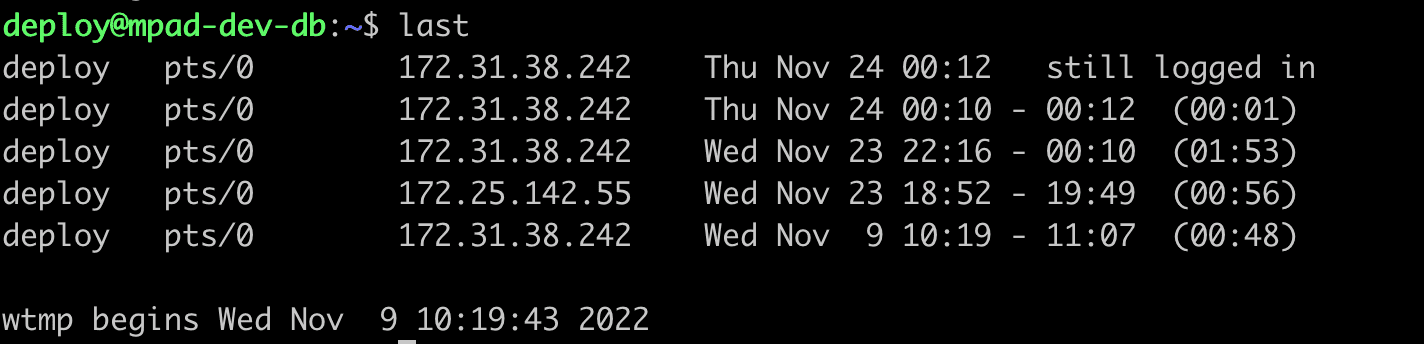 deploy@mpad-dev-db:~$ last
deploy   pts/0        172.31.38.242    Thu Nov 24 00:12   still logged in
deploy   pts/0        172.31.38.242    Thu Nov 24 00:10 - 00:12  (00:01)
deploy   pts/0        172.31.38.242    Wed Nov 23 22:16 - 00:10  (01:53)
deploy   pts/0        172.25.142.55    Wed Nov 23 18:52 - 19:49  (00:56)
deploy   pts/0        172.31.38.242    Wed Nov  9 10:19 - 11:07  (00:48)
wtmp begins Wed Nov  9 10:19:43 2022